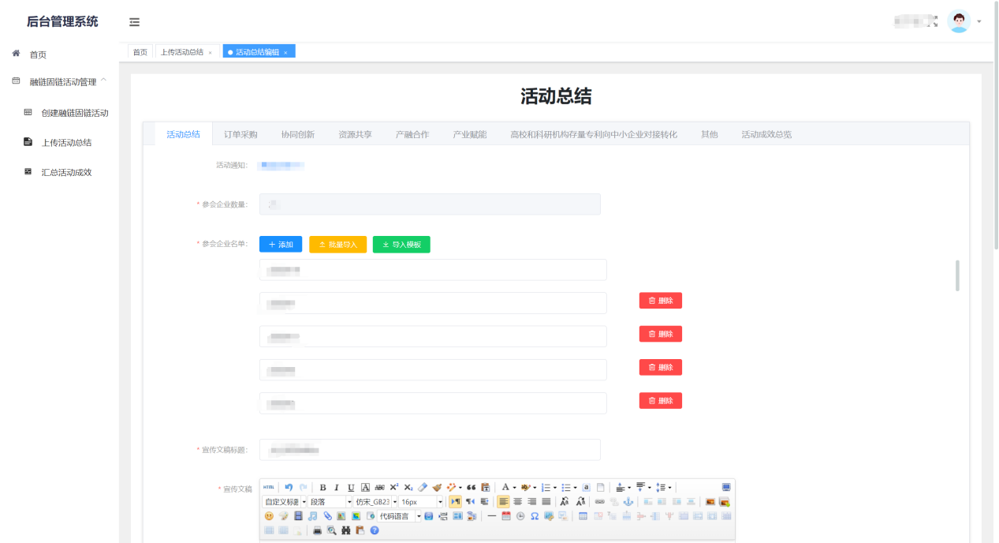 后台管理系统
首页
融链固链活动管理
创建融链固链活动
上传活动总结
汇总活动成效
首页 上传活动总结 × 活动总结编辑 ×
活动总结
活动总结 订单采购 协同创新 资源共享 产融合作 产业赋能 高校和科研机构存量专利向中小企业对接转化 其他 活动成效总览
活动通知:
* 参会企业数量:
* 参会企业名单: + 添加 批量导入 导入模板
删除
删除
删除
删除
* 宣传文稿标题:
* 宣传文稿
HTML B I U A ABC X² X₂ A ab a
自定义标题 段落 仿宋_GB23 16px
代码语言 Ω